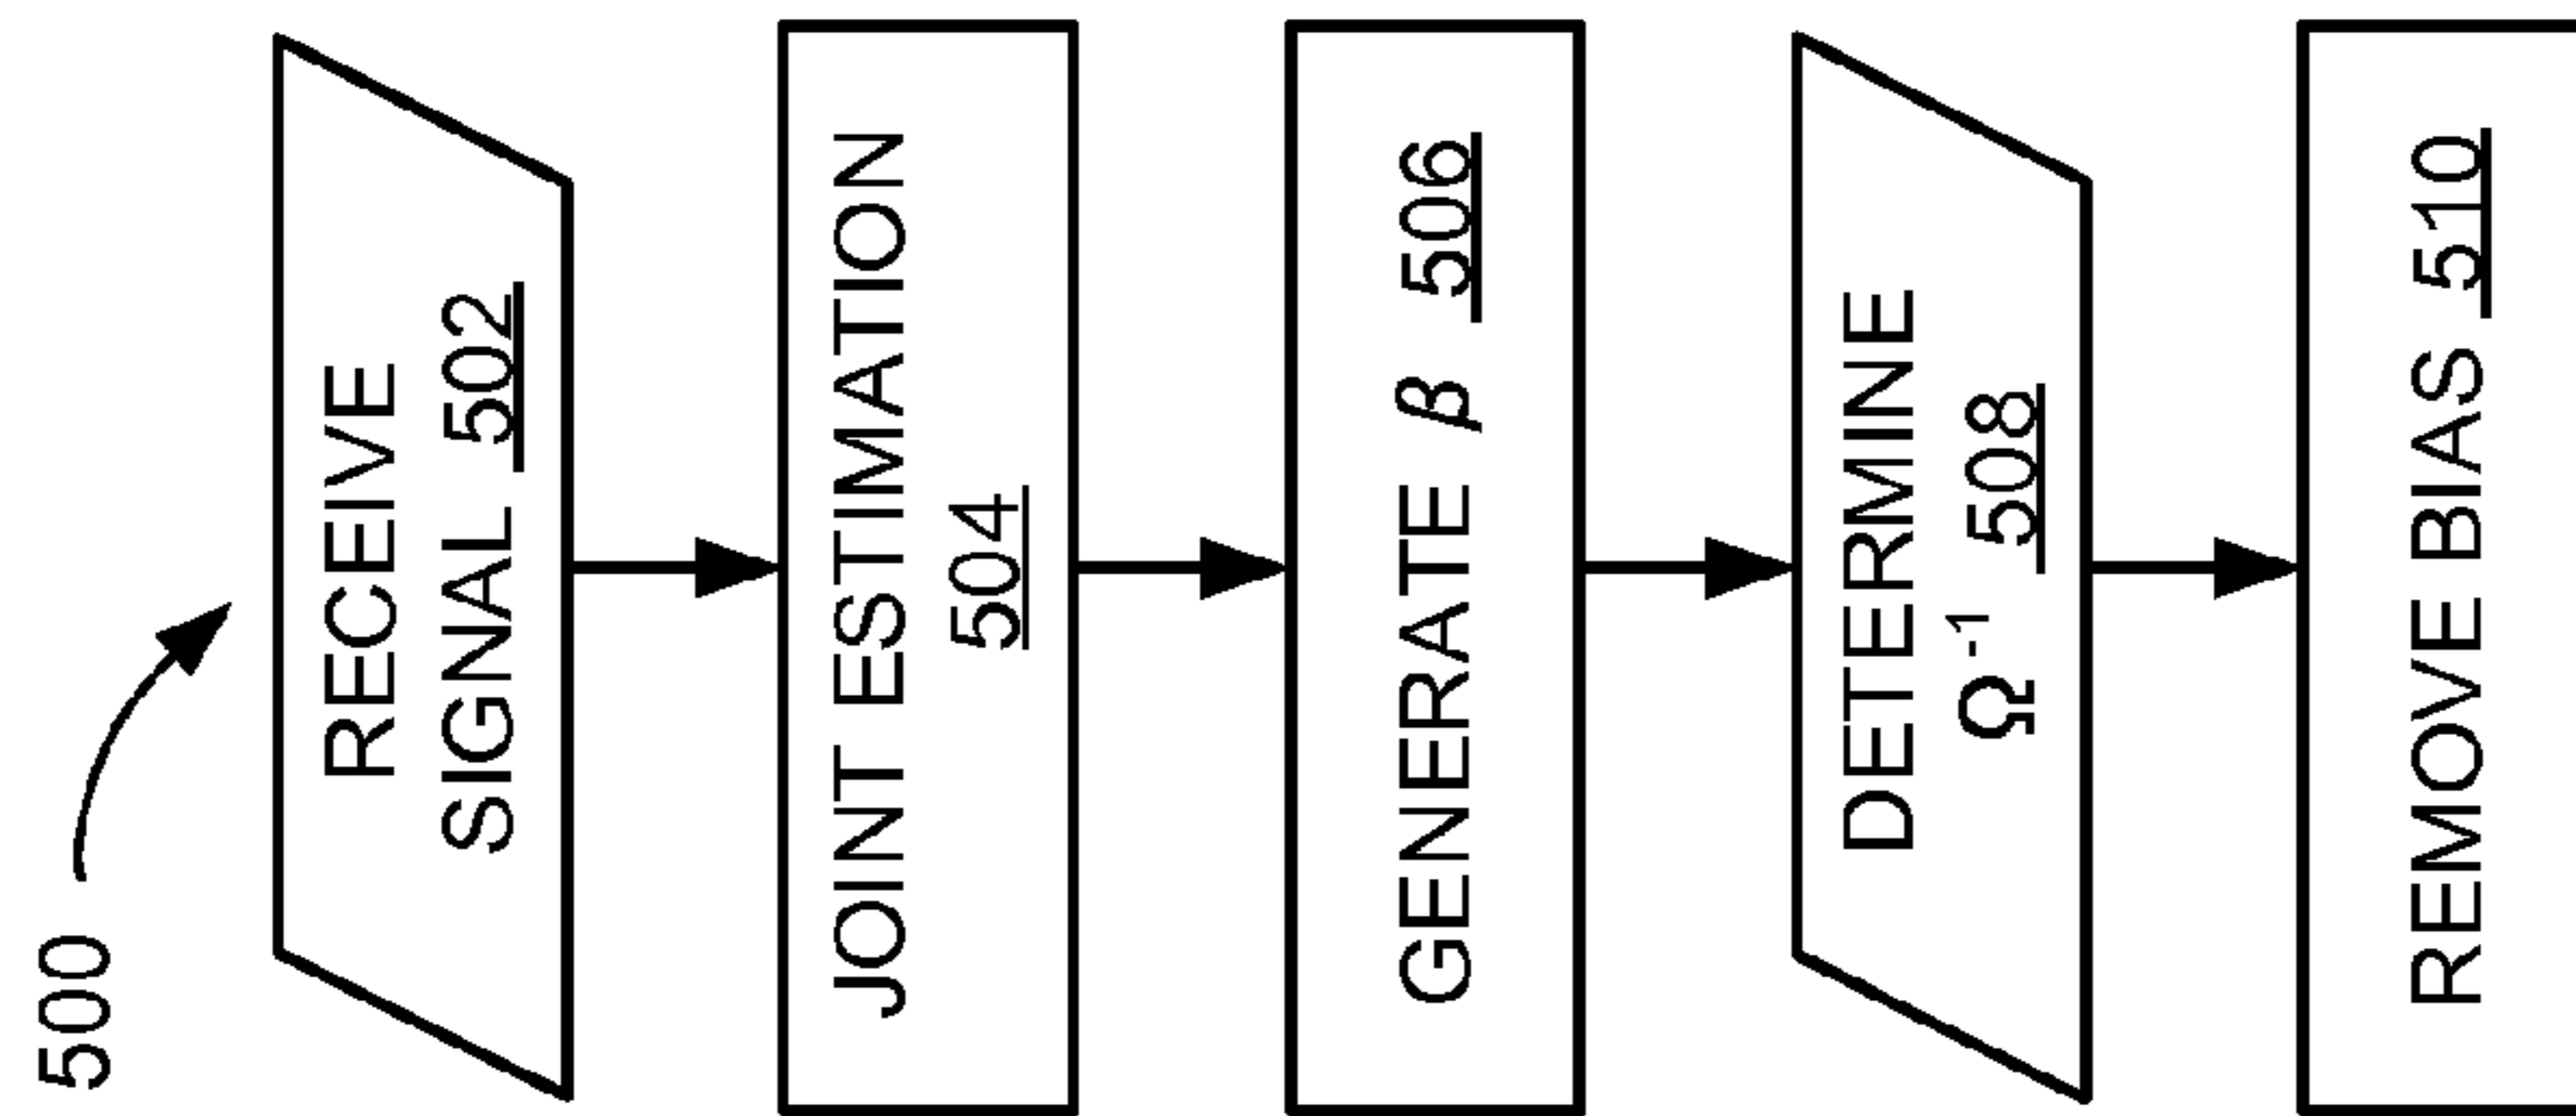 500
RECEIVE
SIGNAL 502
JOINT ESTIMATION
504
GENERATE β 506
DETERMINE
Ω⁻¹ 508
REMOVE BIAS 510